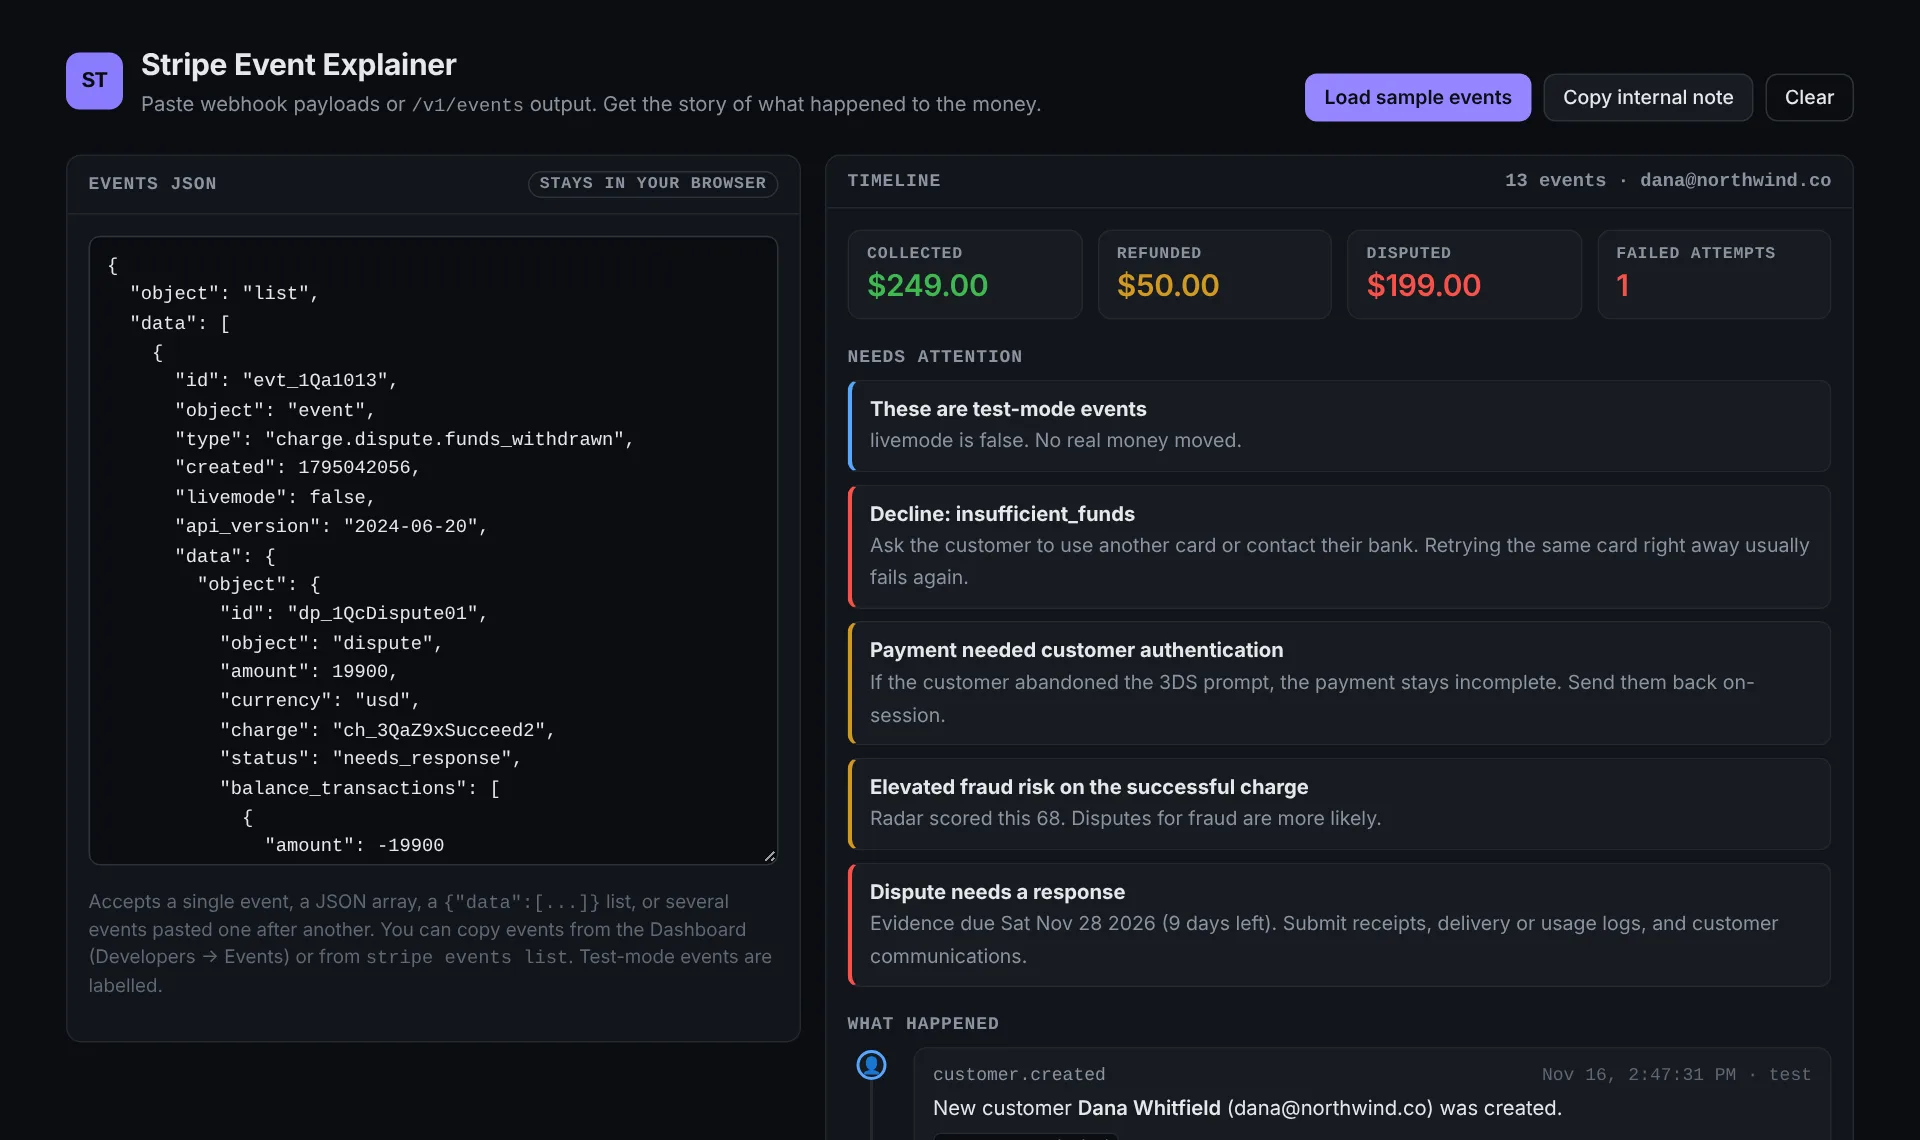 ST
Stripe Event Explainer
Paste webhook payloads or /v1/events output. Get the story of what happened to the money.
Load sample events
Copy internal note
Clear
EVENTS JSON
STAYS IN YOUR BROWSER
{
"object": "list",
"data": [
{
"id": "evt_1Qa1013",
"object": "event",
"type": "charge.dispute.funds_withdrawn",
"created": 1795042056,
"livemode": false,
"api_version": "2024-06-20",
"data": {
"object": {
"id": "dp_1QcDispute01",
"object": "dispute",
"amount": 19900,
"currency": "usd",
"charge": "ch_3QaZ9xSucceed2",
"status": "needs_response",
"balance_transactions": [
{
"amount": -19900
Accepts a single event, a JSON array, a {"data":[...]} list, or several
events pasted one after another. You can copy events from the Dashboard
(Developers → Events) or from stripe events list. Test-mode events are
labelled.
TIMELINE
13 events · dana@northwind.co
COLLECTED
$249.00
REFUNDED
$50.00
DISPUTED
$199.00
FAILED ATTEMPTS
1
NEEDS ATTENTION
These are test-mode events
livemode is false. No real money moved.
Decline: insufficient_funds
Ask the customer to use another card or contact their bank. Retrying the same card right away usually
fails again.
Payment needed customer authentication
If the customer abandoned the 3DS prompt, the payment stays incomplete. Send them back on-
session.
Elevated fraud risk on the successful charge
Radar scored this 68. Disputes for fraud are more likely.
Dispute needs a response
Evidence due Sat Nov 28 2026 (9 days left). Submit receipts, delivery or usage logs, and customer
communications.
WHAT HAPPENED
customer.created
Nov 16, 2:47:31 PM · test
New customer Dana Whitfield (dana@northwind.co) was created.